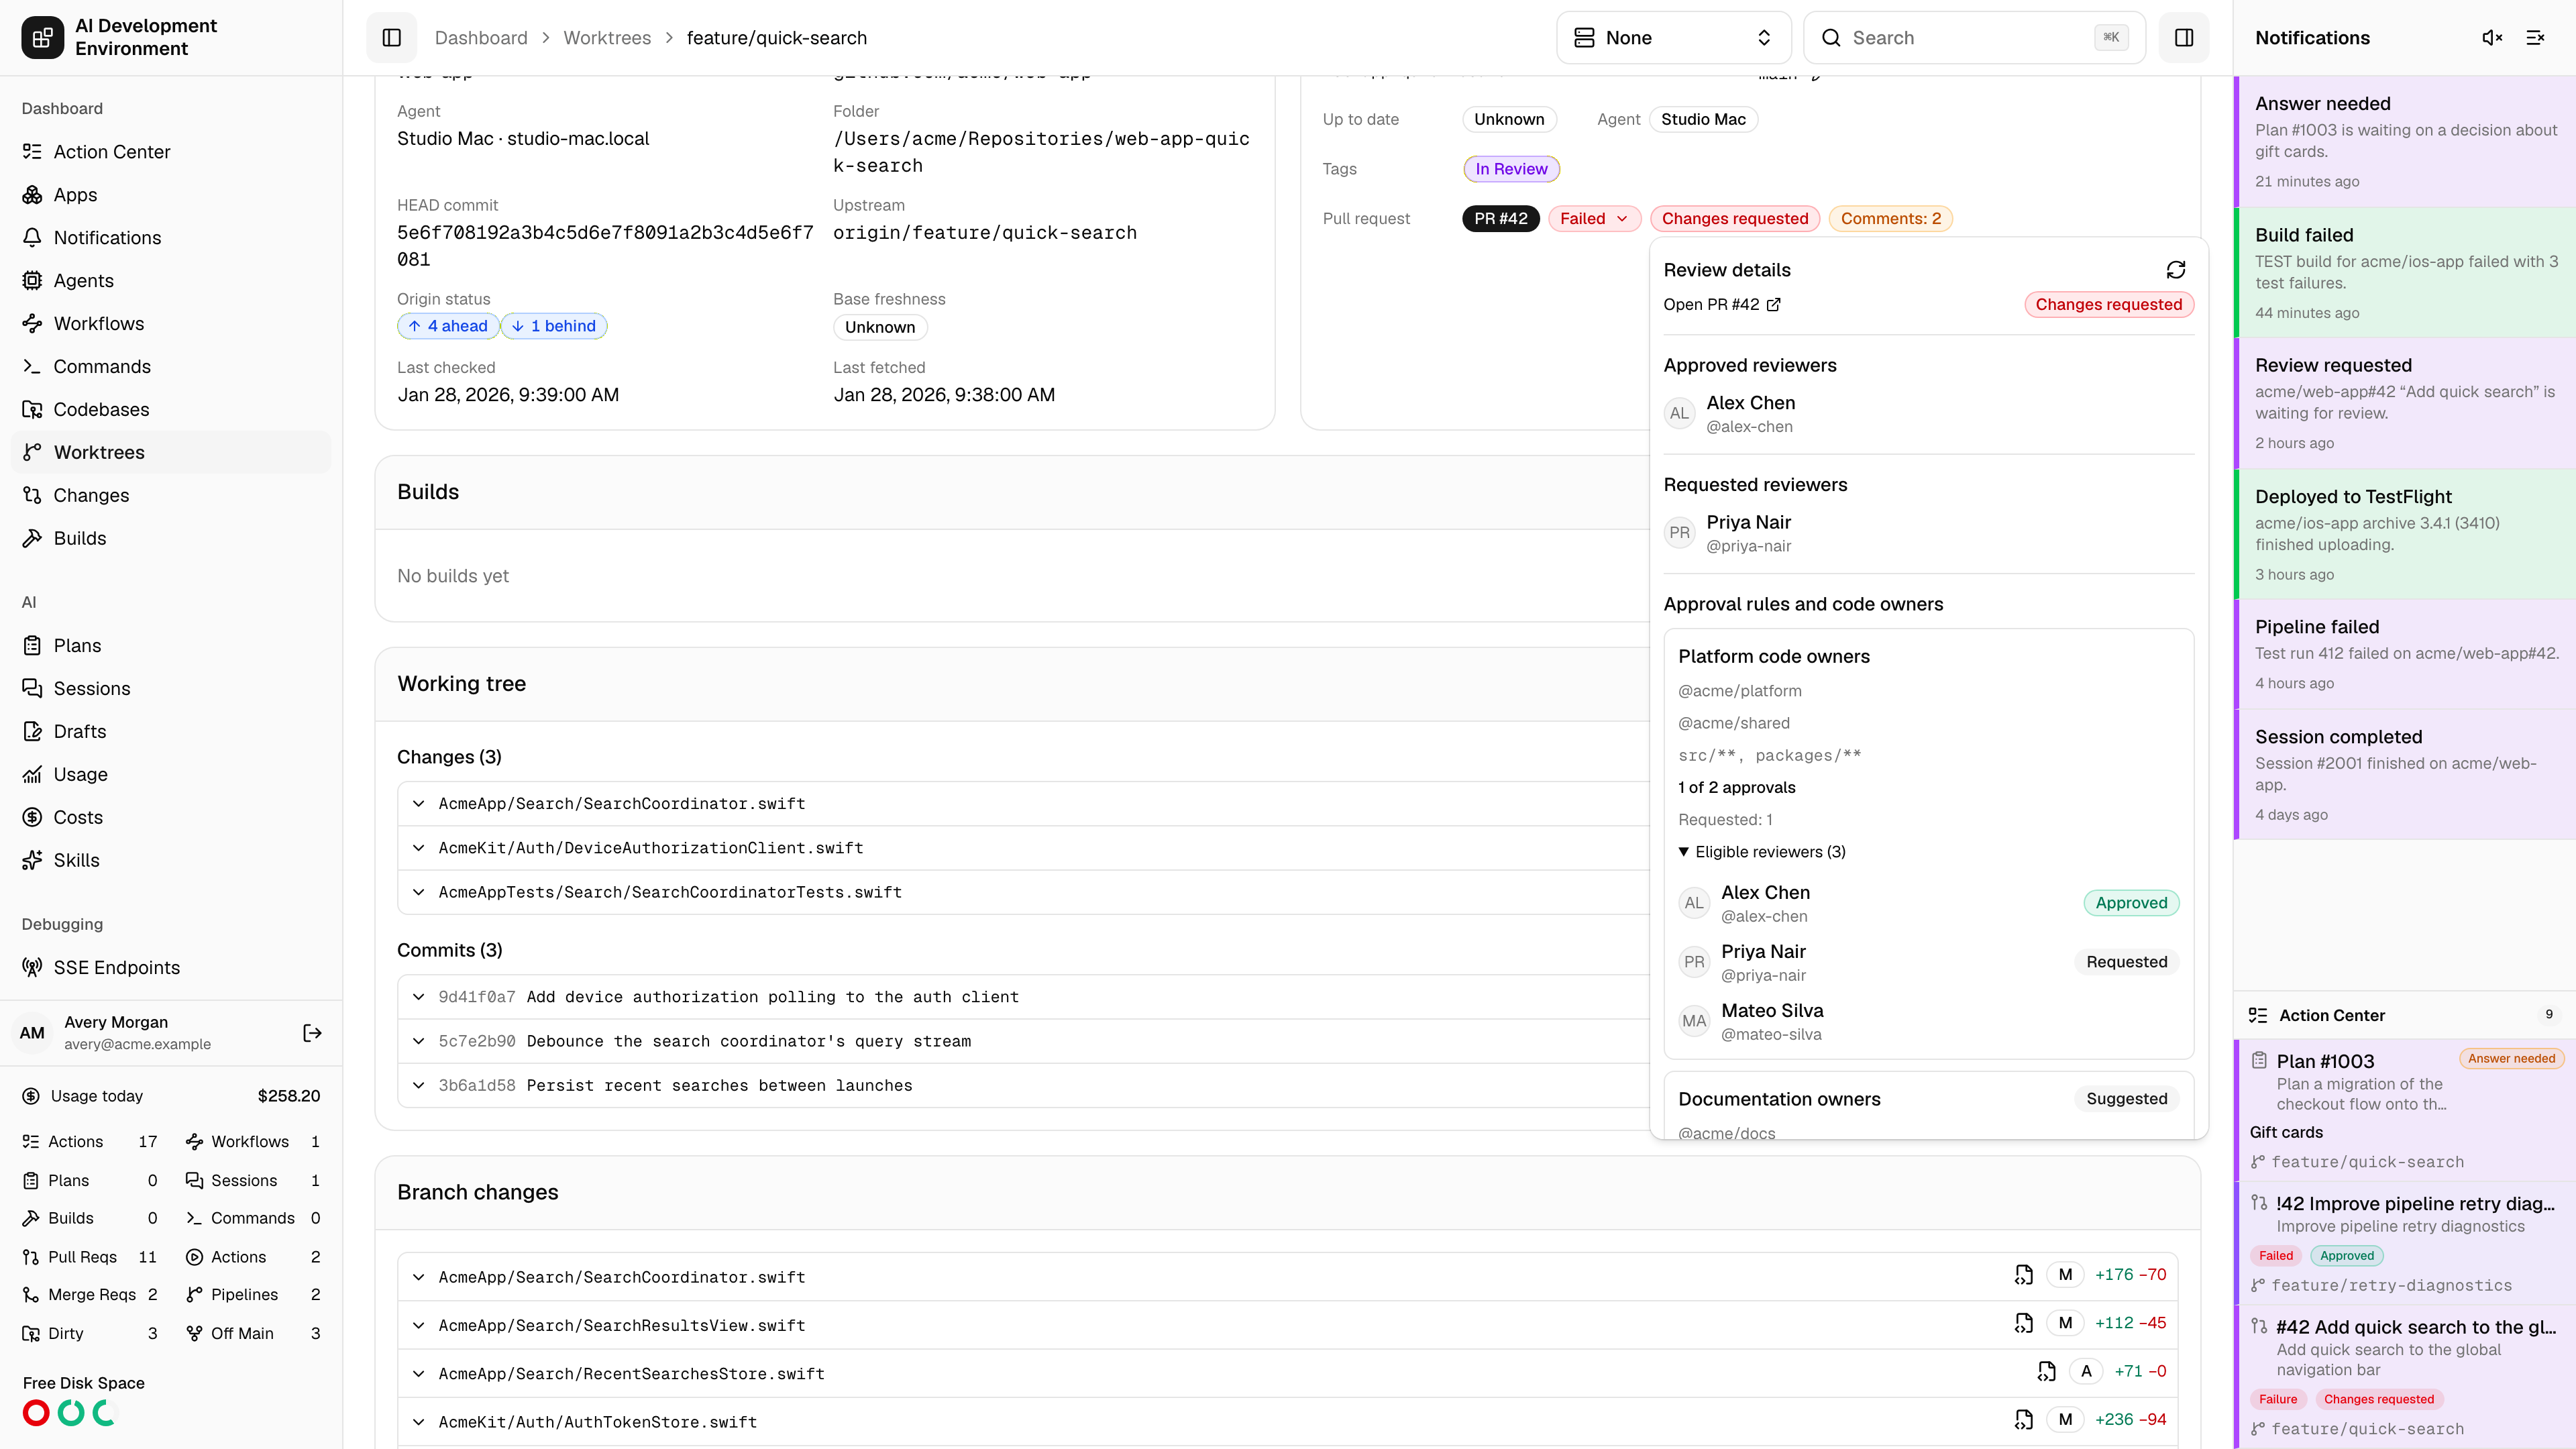 AI Development
Environment
Dashboard
Action Center
Apps
Notifications
Agents
Workflows
Commands
Codebases
Worktrees
Changes
Builds
AI
Plans
Sessions
Drafts
Usage
Costs
Skills
Debugging
SSE Endpoints
AM
Avery Morgan
avery@acme.example
Usage today $258.20
Actions 17 Workflows 1
Plans 0 Sessions 1
Builds 0 Commands 0
Pull Reqs 11 Actions 2
Merge Reqs 2 Pipelines 2
Dirty 3 Off Main 3
Free Disk Space
Dashboard > Worktrees > feature/quick-search
None
Search
⌘K
web-app
github.com/acme/web-app
Agent
Studio Mac · studio-mac.local
Folder
/Users/acme/Repositories/web-app-quic
k-search
HEAD commit
5e6f708192a3b4c5d6e7f8091a2b3c4d5e6f7
081
Upstream
origin/feature/quick-search
Origin status
↑ 4 ahead ↓ 1 behind
Base freshness
Unknown
Last checked
Jan 28, 2026, 9:39:00 AM
Last fetched
Jan 28, 2026, 9:38:00 AM
main
Up to date Unknown Agent Studio Mac
Tags In Review
Pull request PR #42 Failed Changes requested Comments: 2
Builds
No builds yet
Working tree
Changes (3)
AcmeApp/Search/SearchCoordinator.swift
AcmeKit/Auth/DeviceAuthorizationClient.swift
AcmeAppTests/Search/SearchCoordinatorTests.swift
Commits (3)
9d41f0a7 Add device authorization polling to the auth client
5c7e2b90 Debounce the search coordinator's query stream
3b6a1d58 Persist recent searches between launches
Branch changes
AcmeApp/Search/SearchCoordinator.swift M +176 −70
AcmeApp/Search/SearchResultsView.swift M +112 −45
AcmeApp/Search/RecentSearchesStore.swift A +71 −0
AcmeKit/Auth/AuthTokenStore.swift M +236 −94
Review details
Open PR #42 Changes requested
Approved reviewers
AL
Alex Chen
@alex-chen
Requested reviewers
PR
Priya Nair
@priya-nair
Approval rules and code owners
Platform code owners
@acme/platform
@acme/shared
src/**, packages/**
1 of 2 approvals
Requested: 1
▼ Eligible reviewers (3)
AL
Alex Chen
@alex-chen
Approved
PR
Priya Nair
@priya-nair
Requested
MA
Mateo Silva
@mateo-silva
Documentation owners Suggested
@acme/docs
Notifications
Answer needed
Plan #1003 is waiting on a decision about
gift cards.
21 minutes ago
Build failed
TEST build for acme/ios-app failed with 3
test failures.
44 minutes ago
Review requested
acme/web-app#42 “Add quick search” is
waiting for review.
2 hours ago
Deployed to TestFlight
acme/ios-app archive 3.4.1 (3410)
finished uploading.
3 hours ago
Pipeline failed
Test run 412 failed on acme/web-app#42.
4 hours ago
Session completed
Session #2001 finished on acme/web-
app.
4 days ago
Action Center 9
Plan #1003 Answer needed
Plan a migration of the
checkout flow onto th...
Gift cards
feature/quick-search
!42 Improve pipeline retry diag...
Improve pipeline retry diagnostics
Failed Approved
feature/retry-diagnostics
#42 Add quick search to the gl...
Add quick search to the global
navigation bar
Failure Changes requested
feature/quick-search